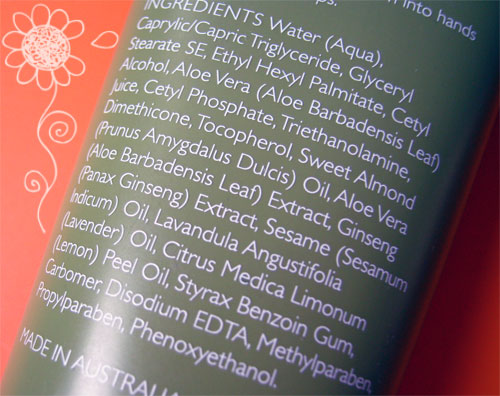 into hands
INGREDIENTS Water (Aqua),
Caprylic/Capric Triglyceride, Glyceryl
Stearate SE, Ethyl Hexyl Palmitate, Cetyl
Alcohol, Aloe Vera (Aloe Barbadensis Leaf)
Juice, Cetyl Phosphate, Triethanolamine,
Dimethicone, Tocopherol, Sweet Almond
(Prunus Amygdalus Dulcis) Oil, Aloe Vera
(Aloe Barbadensis Leaf) Extract, Ginseng
(Panax Ginseng) Extract, Sesame (Sesamum
Indicum) Oil, Lavandula Angustifolia
(Lavender) Oil, Citrus Medica Limonum
(Lemon) Peel Oil, Styrax Benzoin Gum,
Carbomer, Disodium EDTA, Methylparaben,
Propylparaben, Phenoxyethanol.
MADE IN AUSTRALIA